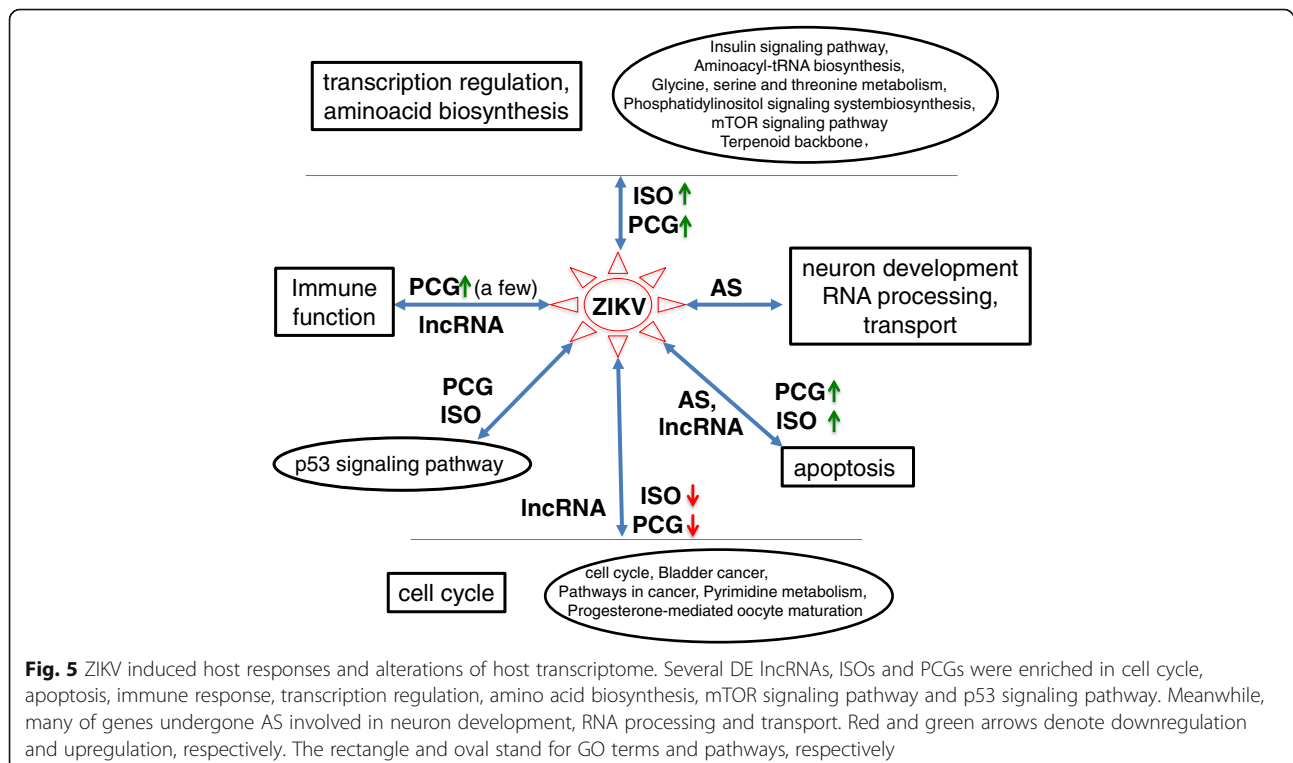 transcription regulation,
aminoacid biosynthesis
Insulin signaling pathway,
Aminoacyl-tRNA biosynthesis,
Glycine, serine and threonine metabolism,
Phosphatidylinositol signaling systembiosynthesis,
mTOR signaling pathway
Terpenoid backbone,
ISO ↑
PCG ↑
Immune
function
PCG ↑ (a few)
lncRNA
ZIKV
AS
neuron development
RNA processing,
transport
PCG
ISO
p53 signaling pathway
AS,
lncRNA
PCG ↑
ISO ↑
apoptosis
lncRNA
ISO ↓
PCG ↓
cell cycle
cell cycle, Bladder cancer,
Pathways in cancer, Pyrimidine metabolism,
Progesterone-mediated oocyte maturation
Fig. 5 ZIKV induced host responses and alterations of host transcriptome. Several DE lncRNAs, ISOs and PCGs were enriched in cell cycle,
apoptosis, immune response, transcription regulation, amino acid biosynthesis, mTOR signaling pathway and p53 signaling pathway. Meanwhile,
many of genes undergone AS involved in neuron development, RNA processing and transport. Red and green arrows denote downregulation
and upregulation, respectively. The rectangle and oval stand for GO terms and pathways, respectively